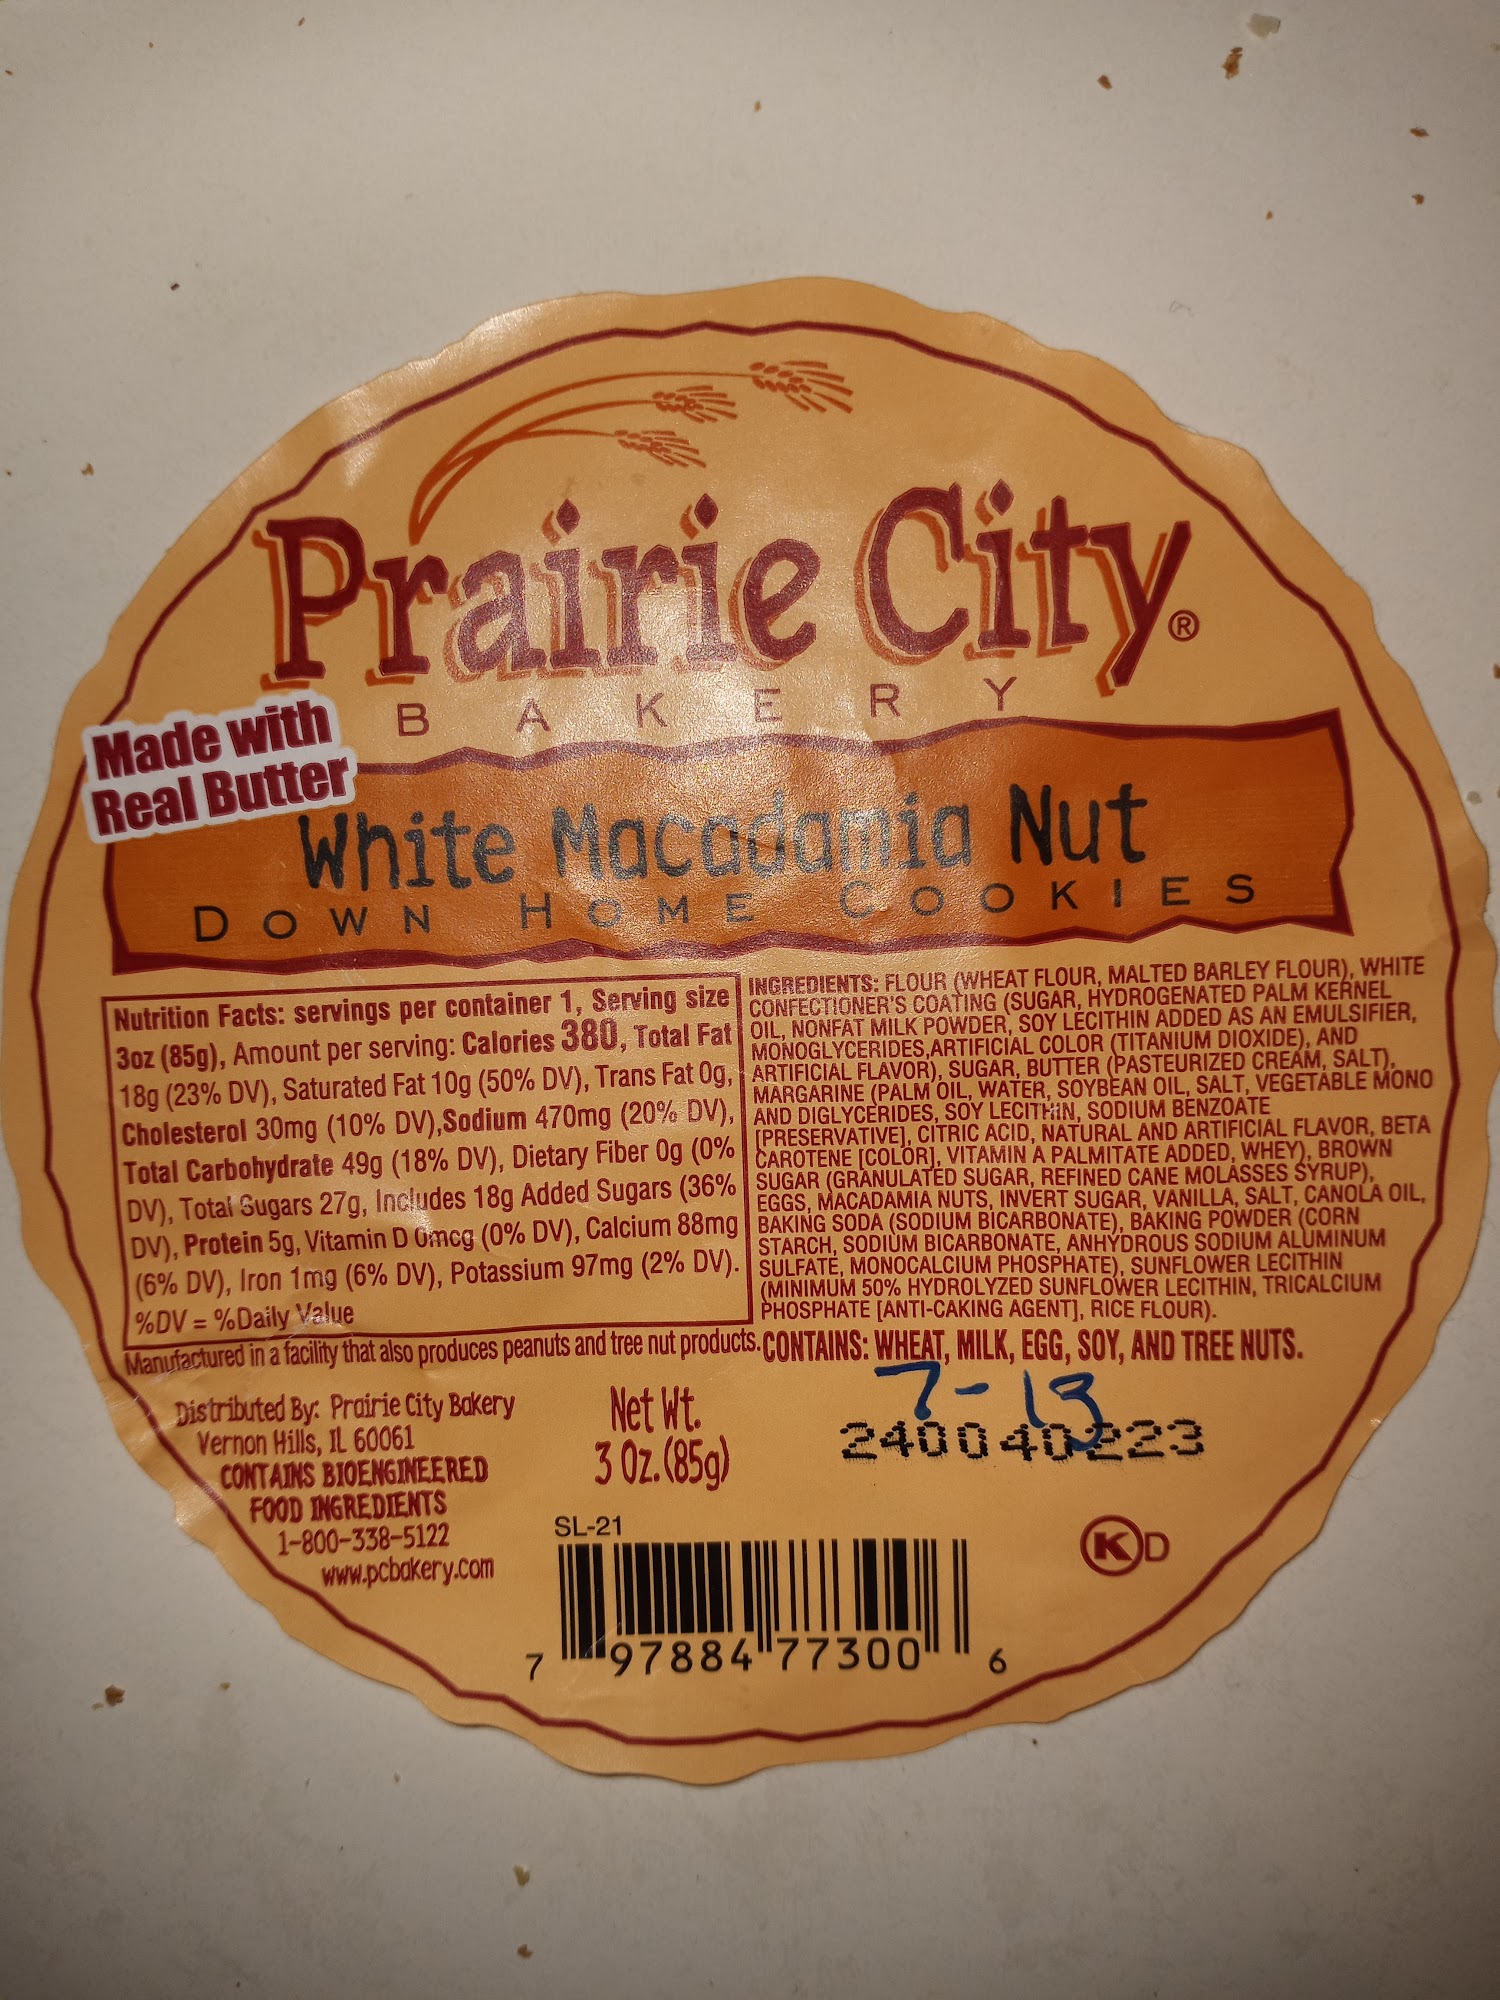 Prairie City®
BAKERY
Made with
Real Butter
White Macadamia Nut
DOWN HOME COOKIES
Nutrition Facts: servings per container 1, Serving size
3oz (85g), Amount per serving: Calories 380, Total Fat
18g (23% DV), Saturated Fat 10g (50% DV), Trans Fat 0g,
Cholesterol 30mg (10% DV),Sodium 470mg (20% DV),
Total Carbohydrate 49g (18% DV), Dietary Fiber 0g (0%
DV), Total Sugars 27g, Includes 18g Added Sugars (36%
DV), Protein 5g, Vitamin D 0mcg (0% DV), Calcium 88mg
(6% DV), Iron 1mg (6% DV), Potassium 97mg (2% DV).
%DV = %Daily Value
INGREDIENTS: FLOUR (WHEAT FLOUR, MALTED BARLEY FLOUR), WHITE
CONFECTIONER'S COATING (SUGAR, HYDROGENATED PALM KERNEL
OIL, NONFAT MILK POWDER, SOY LECITHIN ADDED AS AN EMULSIFIER,
MONOGLYCERIDES,ARTIFICIAL COLOR (TITANIUM DIOXIDE), AND
ARTIFICIAL FLAVOR), SUGAR, BUTTER (PASTEURIZED CREAM, SALT),
MARGARINE (PALM OIL, WATER, SOYBEAN OIL, SALT, VEGETABLE MONO
AND DIGLYCERIDES, SOY LECITHIN, SODIUM BENZOATE
[PRESERVATIVE], CITRIC ACID, NATURAL AND ARTIFICIAL FLAVOR, BETA
CAROTENE [COLOR], VITAMIN A PALMITATE ADDED, WHEY), BROWN
SUGAR (GRANULATED SUGAR, REFINED CANE MOLASSES SYRUP),
EGGS, MACADAMIA NUTS, INVERT SUGAR, VANILLA, SALT, CANOLA OIL,
BAKING SODA (SODIUM BICARBONATE), BAKING POWDER (CORN
STARCH, SODIUM BICARBONATE, ANHYDROUS SODIUM ALUMINUM
SULFATE, MONOCALCIUM PHOSPHATE), SUNFLOWER LECITHIN
(MINIMUM 50% HYDROLYZED SUNFLOWER LECITHIN, TRICALCIUM
PHOSPHATE [ANTI-CAKING AGENT], RICE FLOUR).
Manufactured in a facility that also produces peanuts and tree nut products.
CONTAINS: WHEAT, MILK, EGG, SOY, AND TREE NUTS.
Distributed By: Prairie City Bakery
Vernon Hills, IL 60061
CONTAINS BIOENGINEERED
FOOD INGREDIENTS
1-800-338-5122
www.pcbakery.com
Net Wt.
3 Oz.(85g)
7-13
240040223
SL-21
7 97884 77300 6
K D